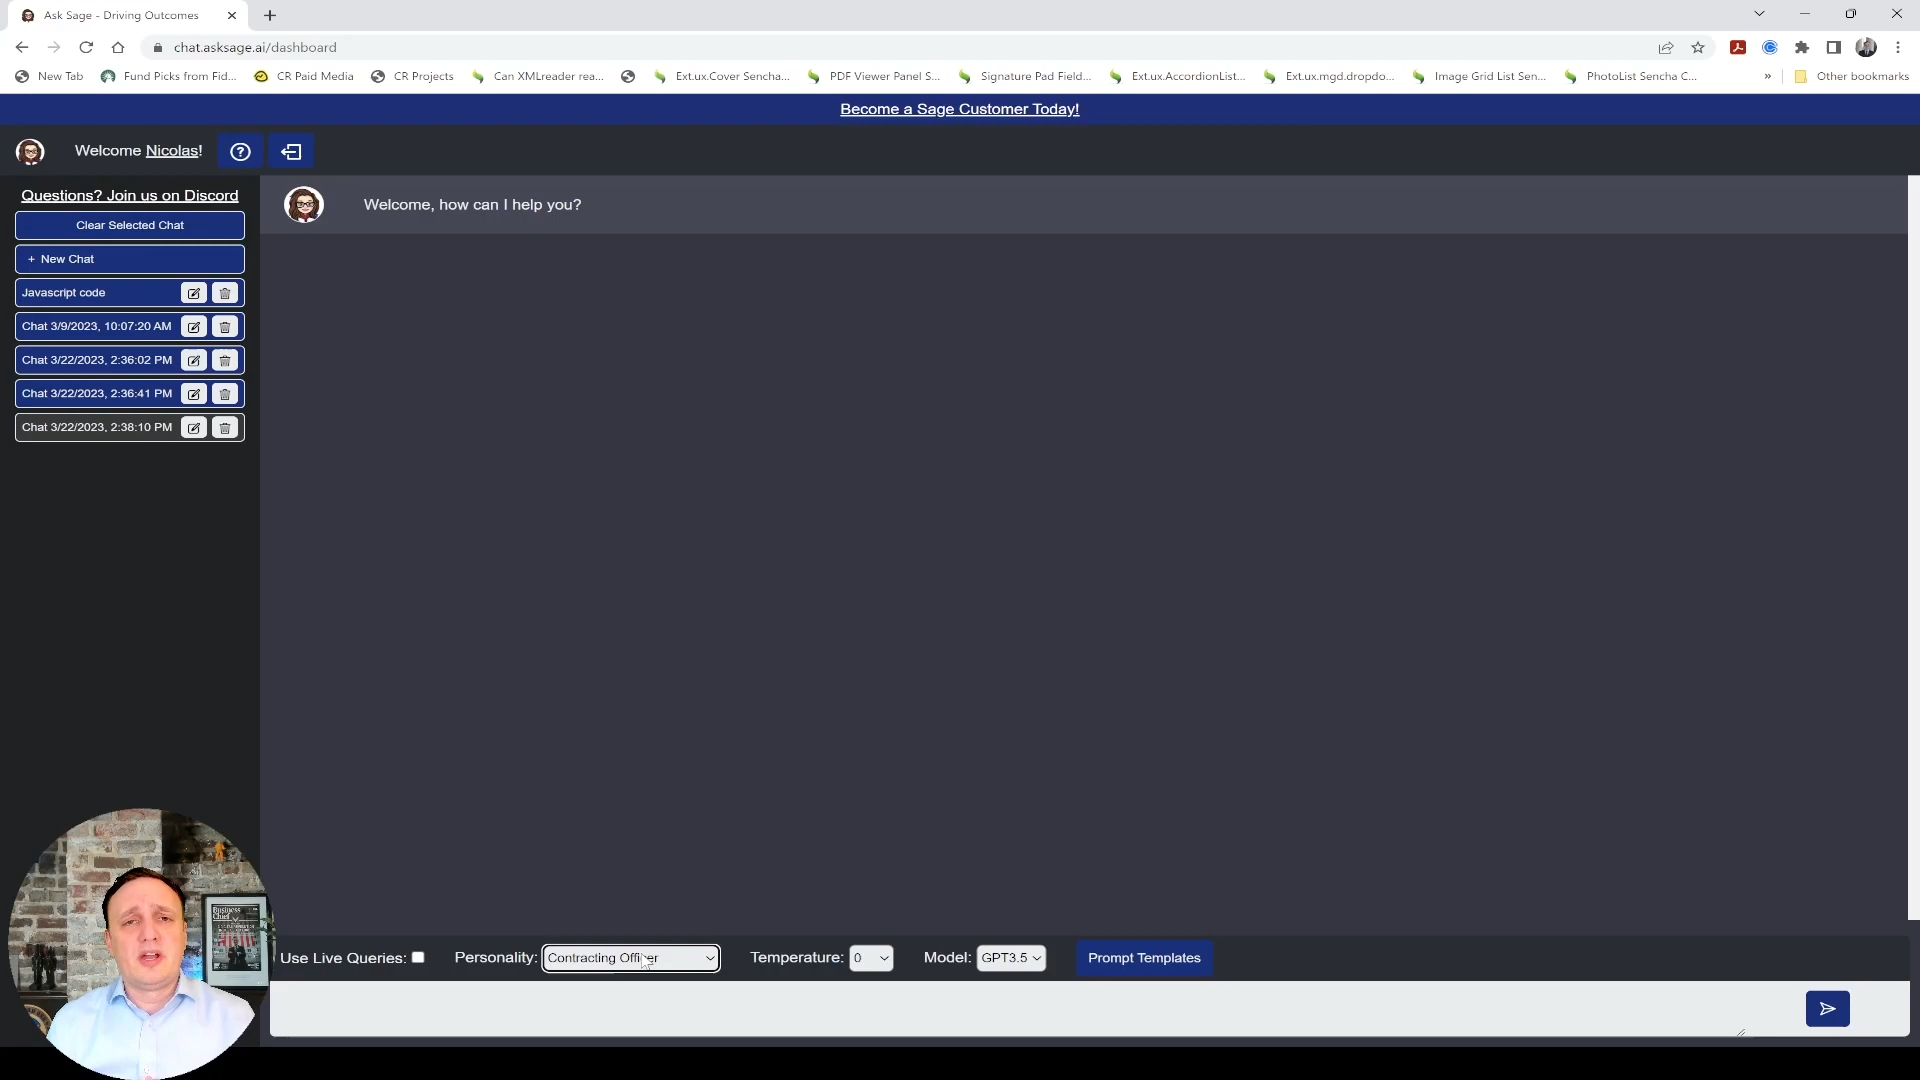 Ask Sage - Driving Outcomes
chat.asksage.ai/dashboard
New Tab
Fund Picks from Fid...
CR Paid Media
CR Projects
Can XMLreader rea...
Ext.ux.Cover Sencha...
PDF Viewer Panel S...
Signature Pad Field...
Ext.ux.AccordionList...
Ext.ux.mgd.dropdo...
Image Grid List Sen...
PhotoList Sencha C...
»
Other bookmarks
Become a Sage Customer Today!
Welcome Nicolas!
Questions? Join us on Discord
Clear Selected Chat
+ New Chat
Javascript code
Chat 3/9/2023, 10:07:20 AM
Chat 3/22/2023, 2:36:02 PM
Chat 3/22/2023, 2:36:41 PM
Chat 3/22/2023, 2:38:10 PM
Welcome, how can I help you?
Business
Chief
Use Live Queries:
Personality: Contracting Officer
Temperature: 0
Model: GPT3.5
Prompt Templates